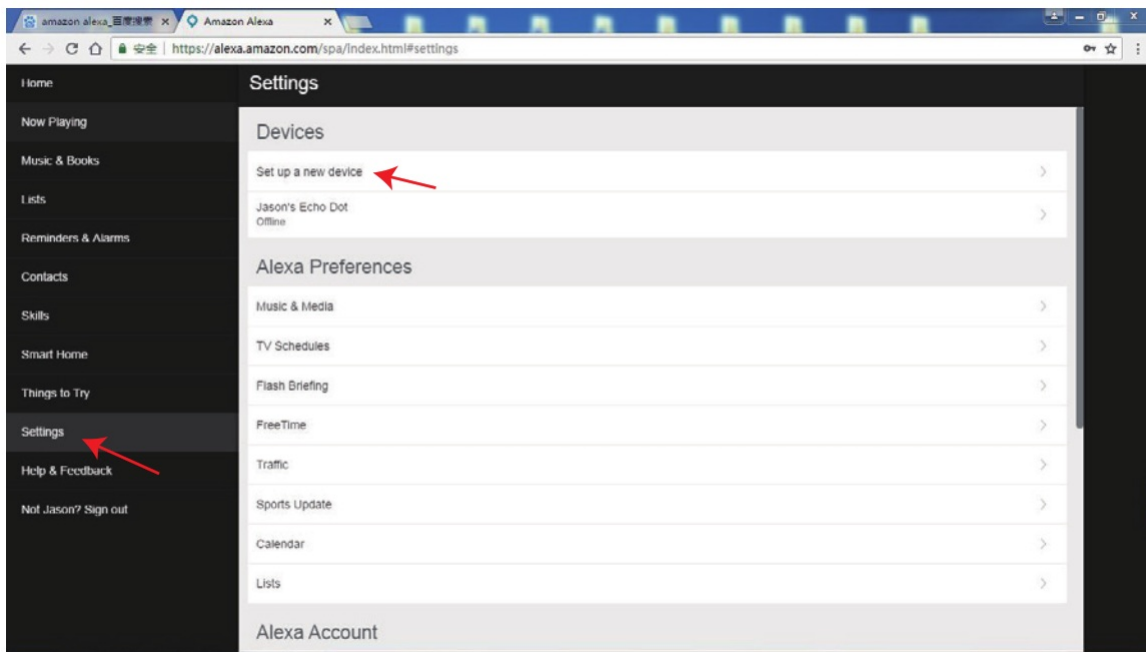 amazon alexa_百度搜索
Amazon Alexa
安全 | https://alexa.amazon.com/spa/index.html#settings
Home
Now Playing
Music & Books
Lists
Reminders & Alarms
Contacts
Skills
Smart Home
Things to Try
Settings
Help & Feedback
Not Jason? Sign out
Settings
Devices
Set up a new device
Jason's Echo Dot
Offline
Alexa Preferences
Music & Media
TV Schedules
Flash Briefing
FreeTime
Traffic
Sports Update
Calendar
Lists
Alexa Account